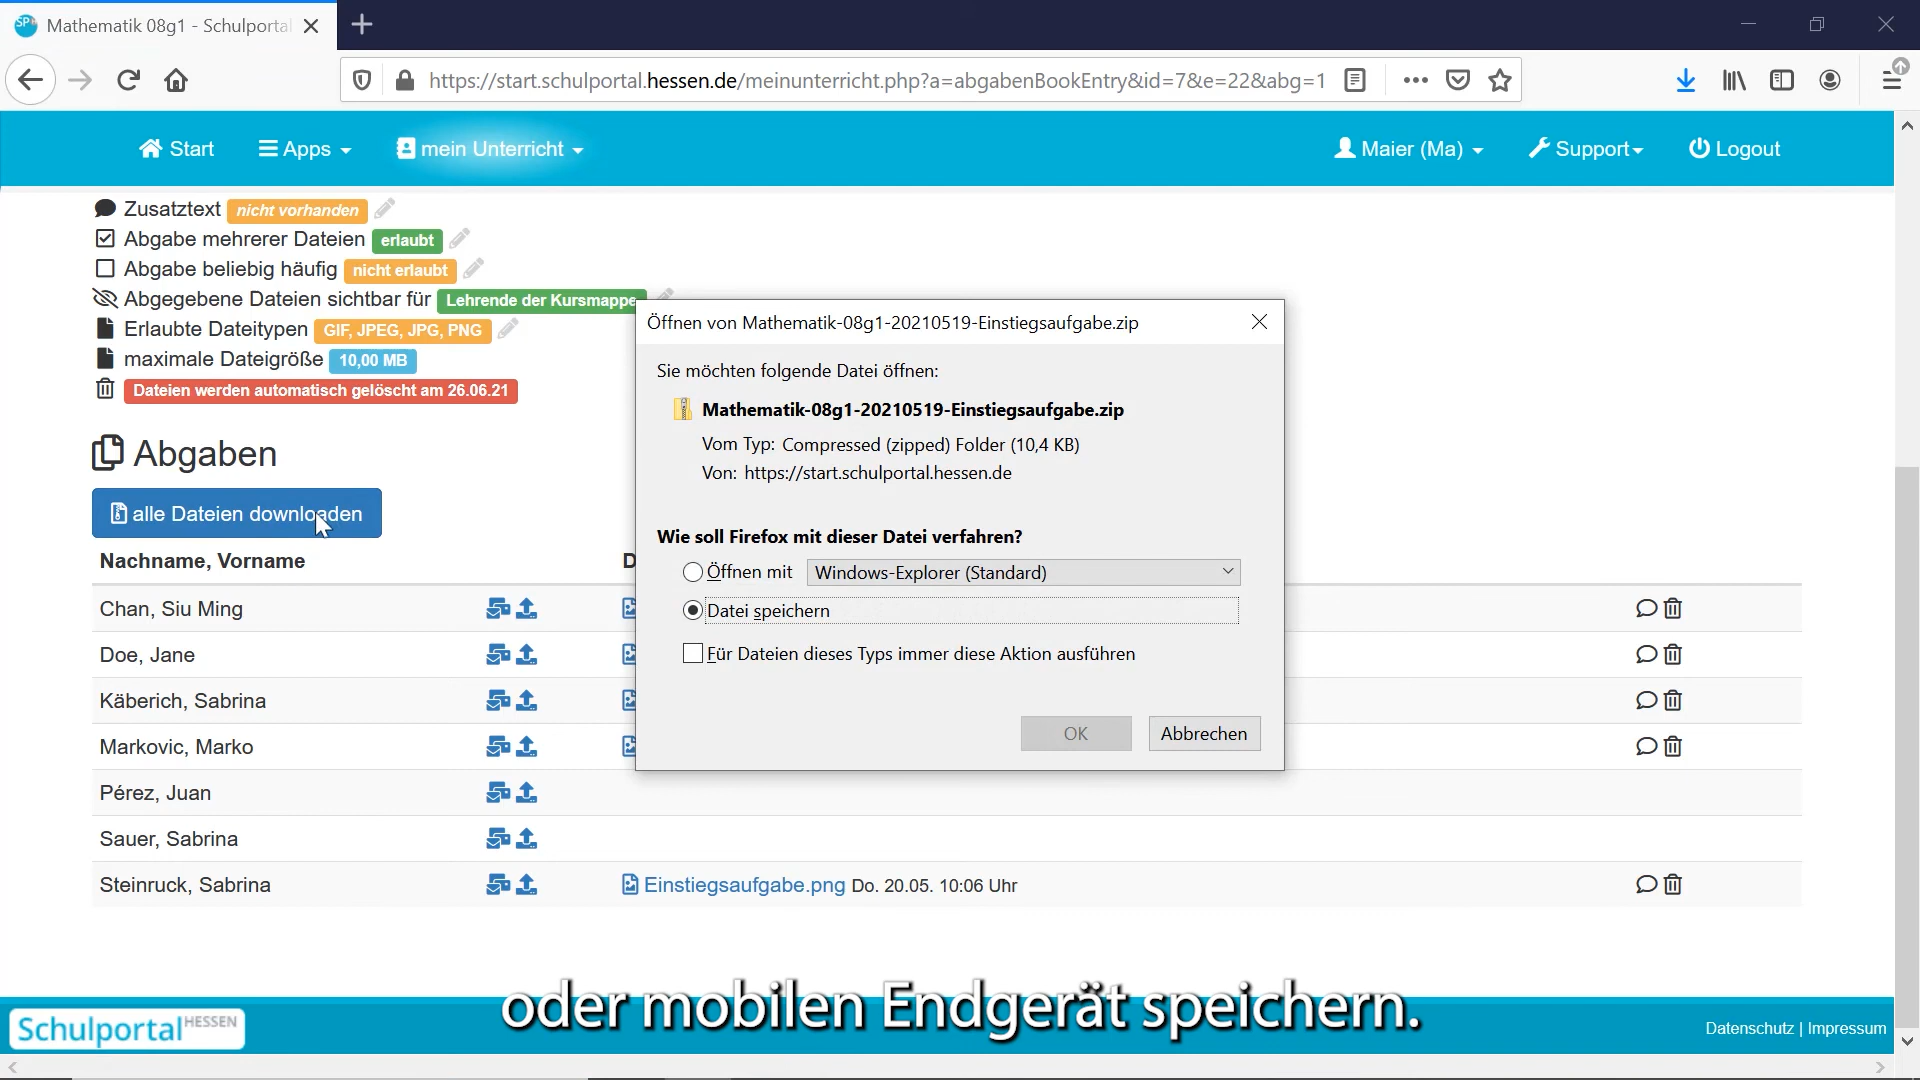 Mathematik 08g1 - Schulportal
https://start.schulportal.hessen.de/meinunterricht.php?a=abgabenBookEntry&id=7&e=22&abg=1
Start
Apps
mein Unterricht
Maier (Ma)
Support
Logout
Zusatztext nicht vorhanden
Abgabe mehrerer Dateien erlaubt
Abgabe beliebig häufig nicht erlaubt
Abgegebene Dateien sichtbar für Lehrende der Kursmappe
Erlaubte Dateitypen GIF, JPEG, JPG, PNG
maximale Dateigröße 10,00 MB
Dateien werden automatisch gelöscht am 26.06.21
Abgaben
alle Dateien downloaden
Nachname, Vorname D
Chan, Siu Ming
Doe, Jane
Käberich, Sabrina
Markovic, Marko
Pérez, Juan
Sauer, Sabrina
Steinruck, Sabrina Einstiegsaufgabe.png Do. 20.05. 10:06 Uhr
Öffnen von Mathematik-08g1-20210519-Einstiegsaufgabe.zip
Sie möchten folgende Datei öffnen:
Mathematik-08g1-20210519-Einstiegsaufgabe.zip
Vom Typ: Compressed (zipped) Folder (10,4 KB)
Von: https://start.schulportal.hessen.de
Wie soll Firefox mit dieser Datei verfahren?
Öffnen mit Windows-Explorer (Standard)
Datei speichern
Für Dateien dieses Typs immer diese Aktion ausführen
OK Abbrechen
oder mobilen Endgerät speichern.
Schulportal HESSEN
Datenschutz | Impressum